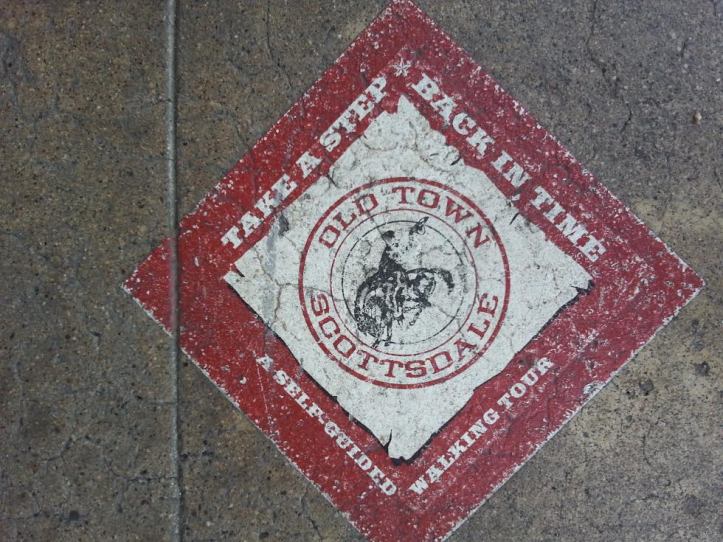 TAKE A STEP
BACK IN TIME
OLD TOWN
SCOTTSDALE
A SELF-GUIDED
WALKING TOUR